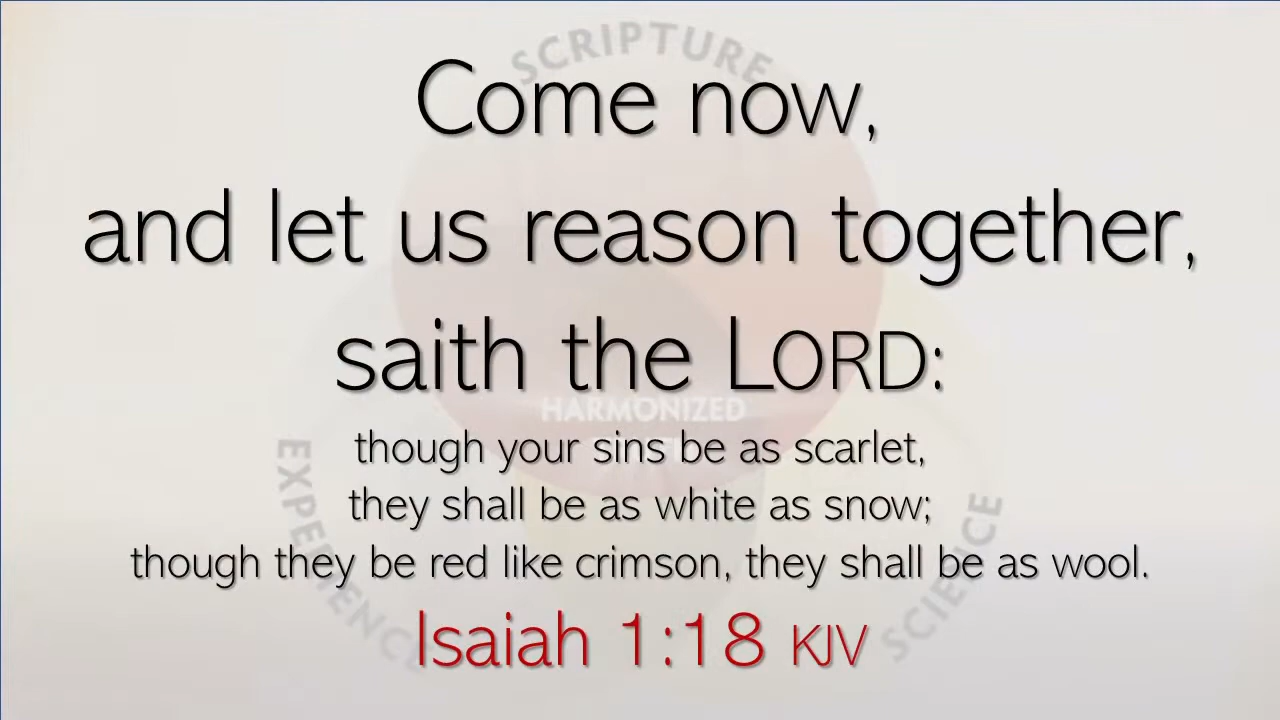 SCRIPTURE
Come now,
and let us reason together,
saith the LORD:
HARMONIZED
though your sins be as scarlet,
they shall be as white as snow;
though they be red like crimson, they shall be as wool.
EXPERIENCE
SCIENCE
Isaiah 1:18 KJV